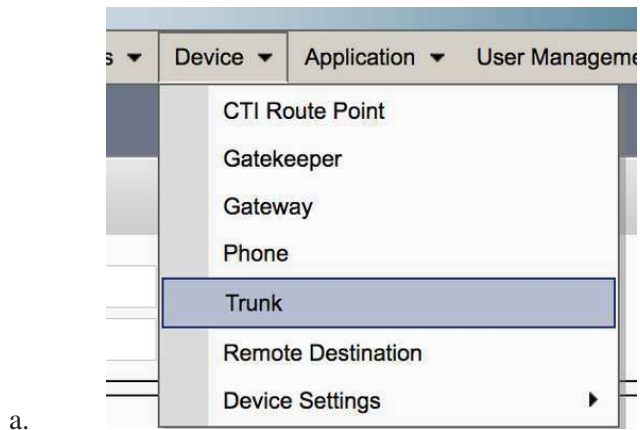 s Device Application User Manageme
CTI Route Point
Gatekeeper
Gateway
Phone
Trunk
Remote Destination
Device Settings
a.